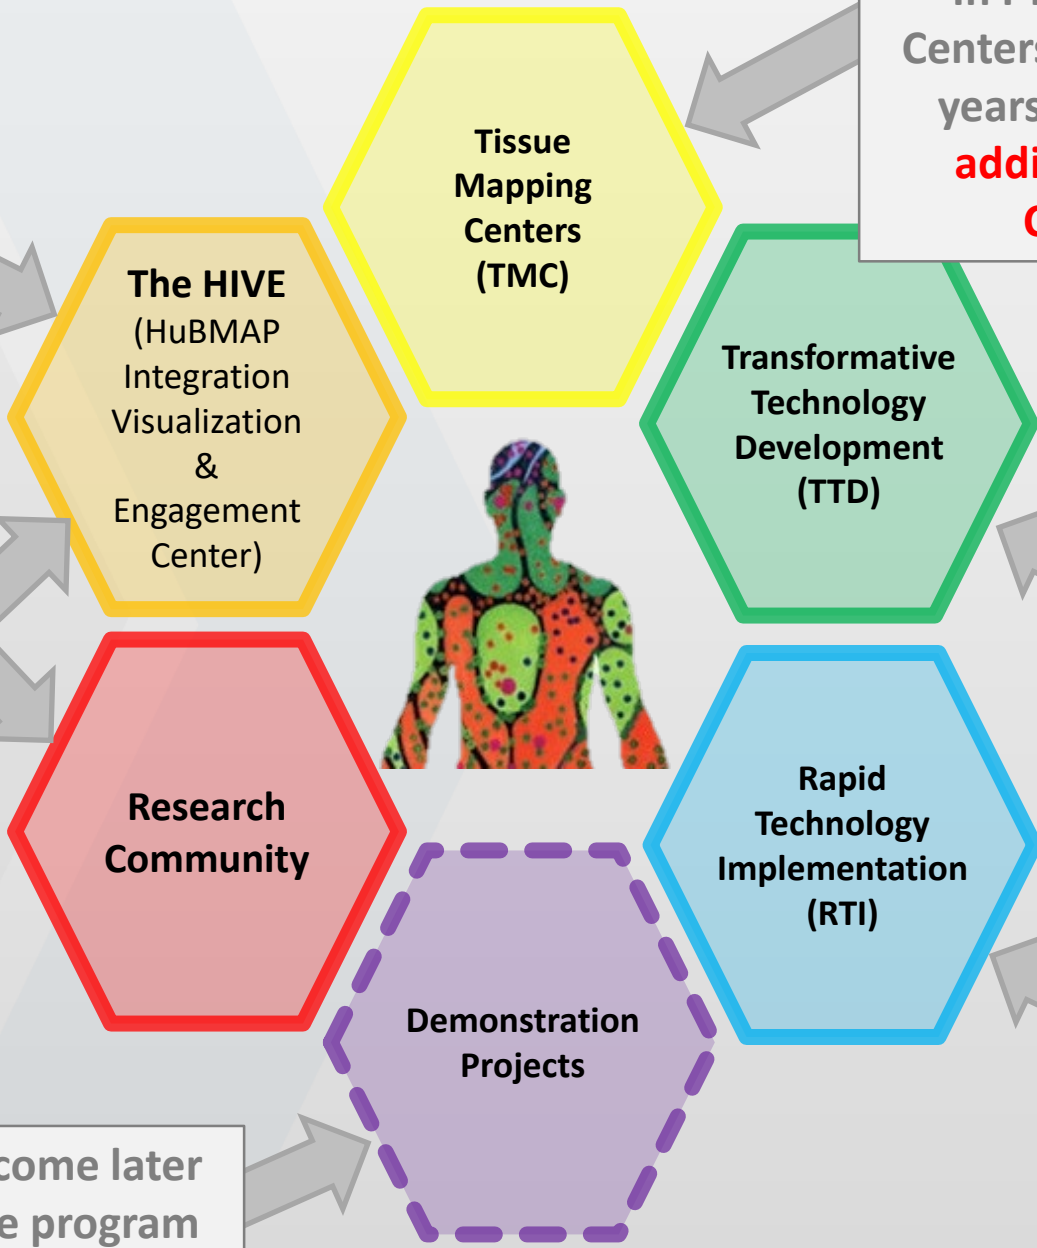 Centers
years
Tissue
Mapping
Centers
(TMC)
The HIVE
(HuBMAP
Integration
Visualization
&
Engagement
Center)
Transformative
Technology
Development
(TTD)
Research
Community
Rapid
Technology
Implementation
(RTI)
Demonstration
Projects
come later
program